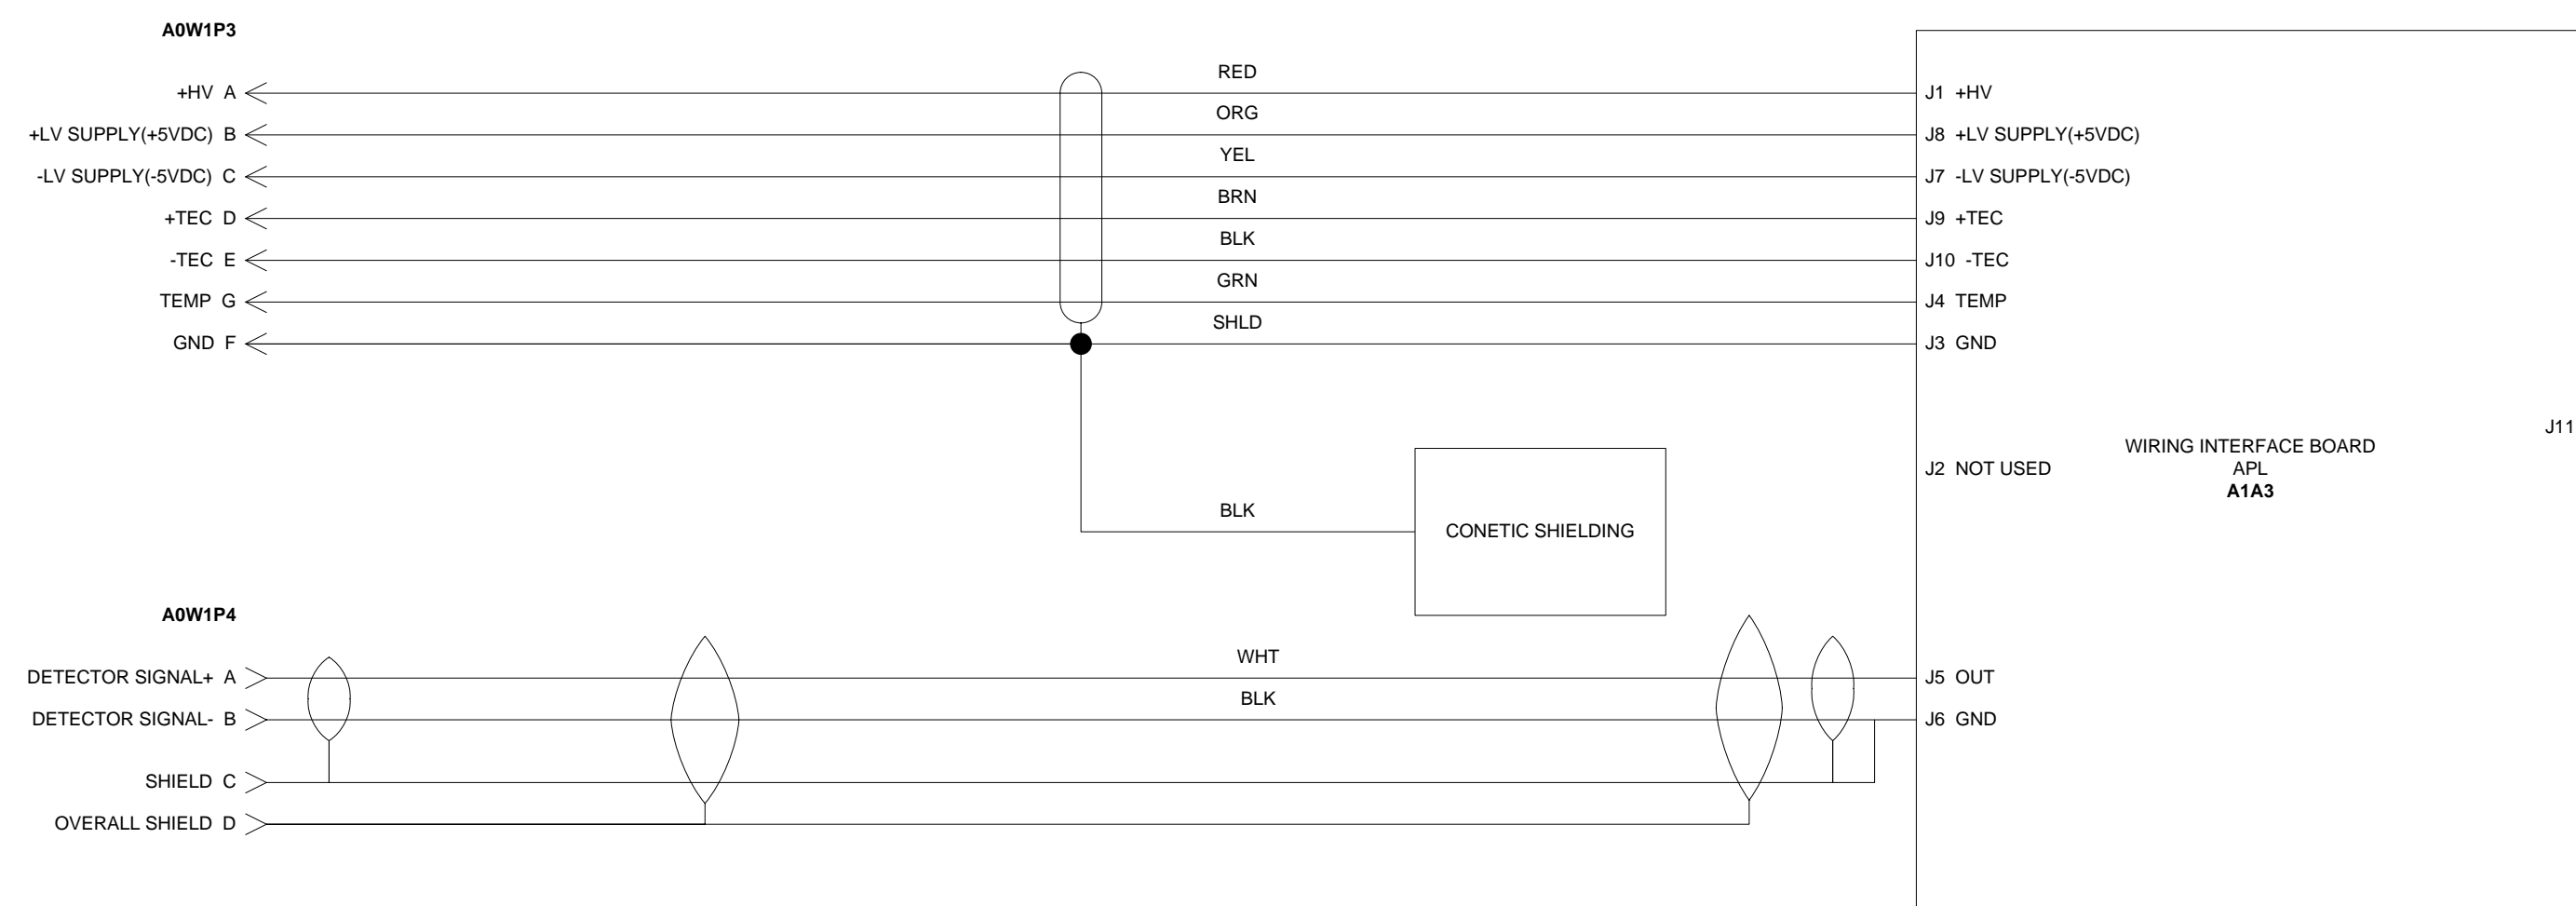 A0W1P3
RED
+HV A
J1 +HV
ORG
+LV SUPPLY(+5VDC) B
J8 +LV SUPPLY(+5VDC)
YEL
-LV SUPPLY(-5VDC) C
J7 -LV SUPPLY(-5VDC)
BRN
+TEC D
J9 +TEC
BLK
-TEC E
J10 -TEC
GRN
TEMP G
J4 TEMP
SHLD
GND F
J3 GND
J11
WIRING INTERFACE BOARD
J2 NOT USED
APL
A1A3
BLK
CONETIC SHIELDING
A0W1P4
WHT
DETECTOR SIGNAL+ A
J5 OUT
BLK
DETECTOR SIGNAL- B
J6 GND
SHIELD C
OVERALL SHIELD D